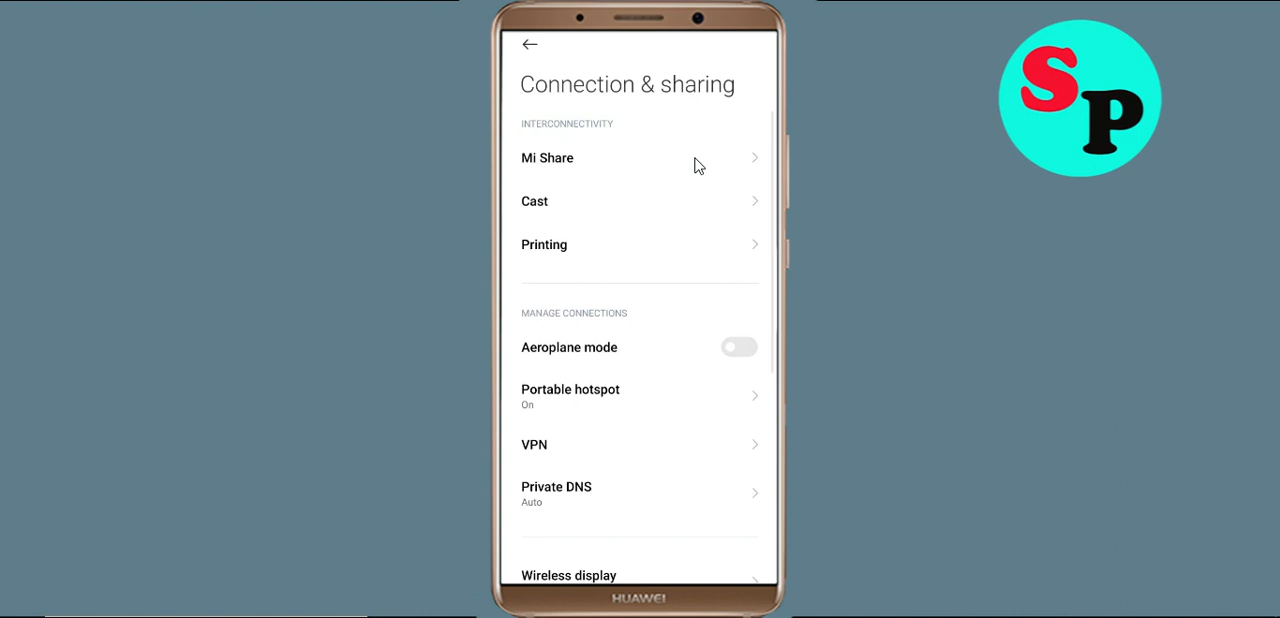 Connection & sharing
INTERCONNECTIVITY
Mi Share
Cast
Printing
MANAGE CONNECTIONS
Aeroplane mode
Portable hotspot
On
VPN
Private DNS
Auto
Wireless display
HUAWEI
SP